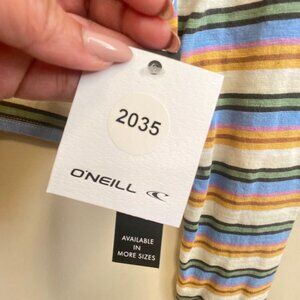 2035
O'NEILL
AVAILABLE
IN
MORE SIZES